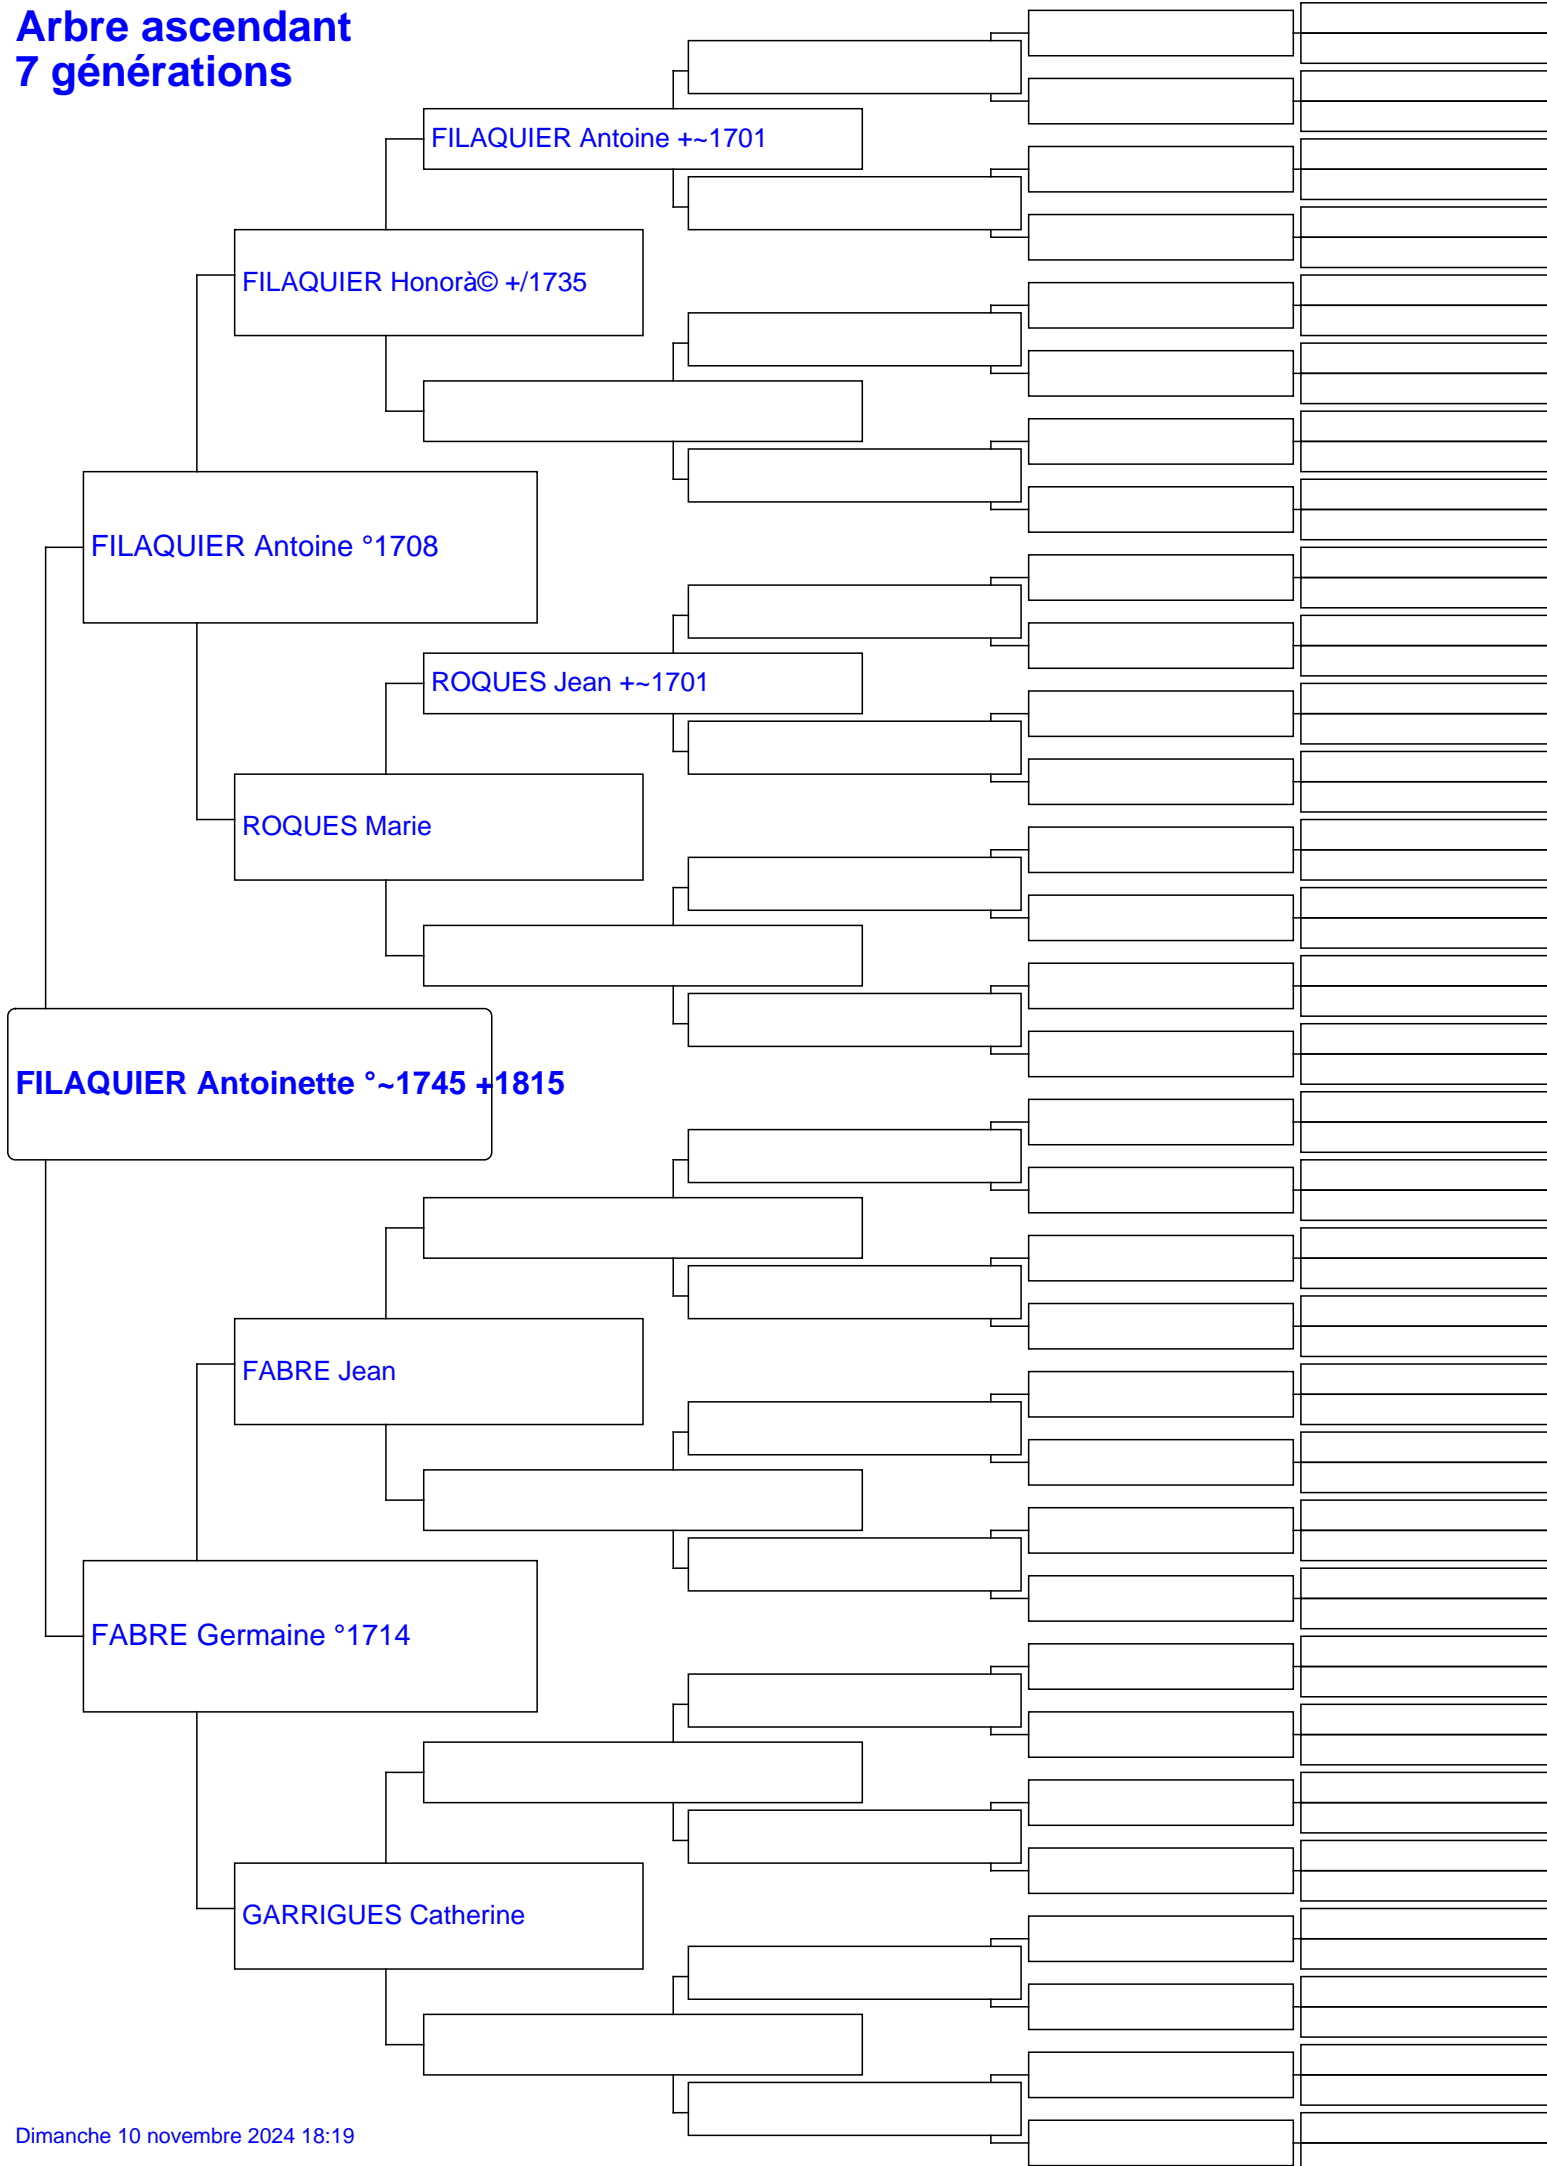 Arbre ascendant
7 générations
FILAQUIER Antoine +~1701
FILAQUIER Honorà© +/1735
FILAQUIER Antoine °1708
ROQUES Jean +~1701
ROQUES Marie
FILAQUIER Antoinette °~1745 +1815
FABRE Jean
FABRE Germaine °1714
GARRIGUES Catherine
Dimanche 10 novembre 2024 18:19